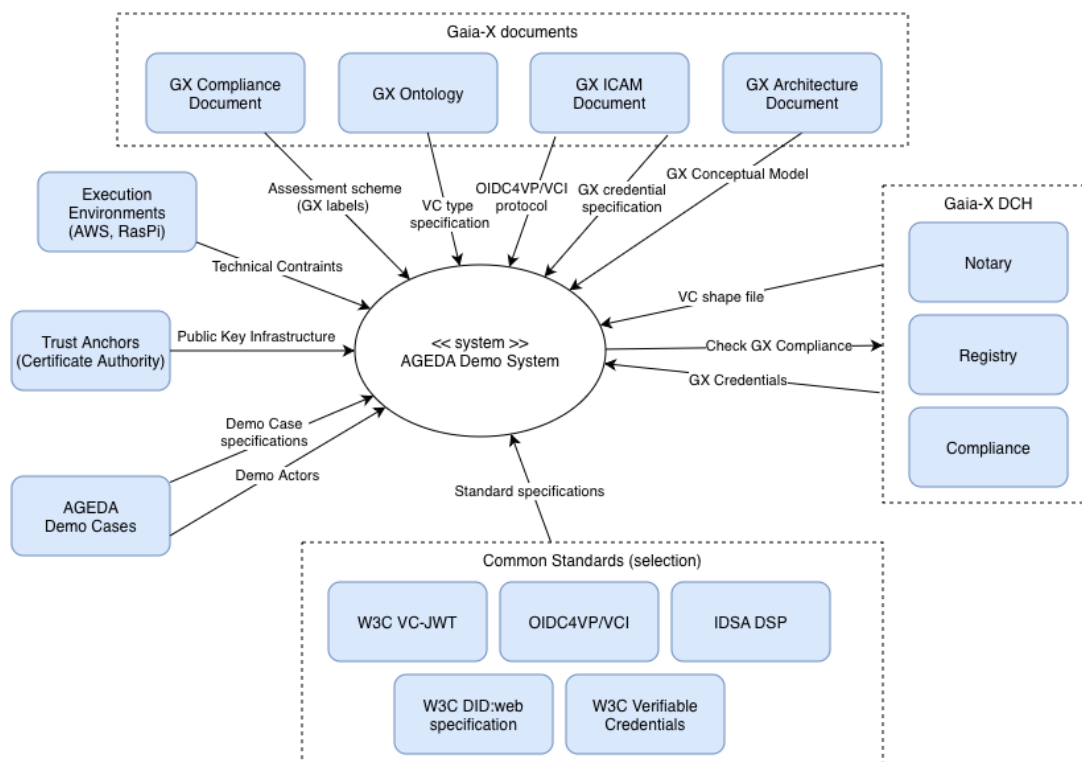 Gaia-X documents
GX Compliance
Document
GX Ontology
GX ICAM
Document
GX Architecture
Document
Assessment scheme
(GX labels)
VC type
specification
OIDC4VP/VCI
protocol
GX credential
specification
GX Conceptual Model
Execution
Environments
(AWS, RasPi)
Technical Contraints
Trust Anchors
(Certificate Authority)
Public Key Infrastructure
AGEDA
Demo Cases
Demo Case
specifications
Demo Actors
<< system >>
AGEDA Demo System
Gaia-X DCH
Notary
Registry
Compliance
VC shape file
Check GX Compliance
GX Credentials
Standard specifications
Common Standards (selection)
W3C VC-JWT
OIDC4VP/VCI
IDSA DSP
W3C DID:web
specification
W3C Verifiable
Credentials